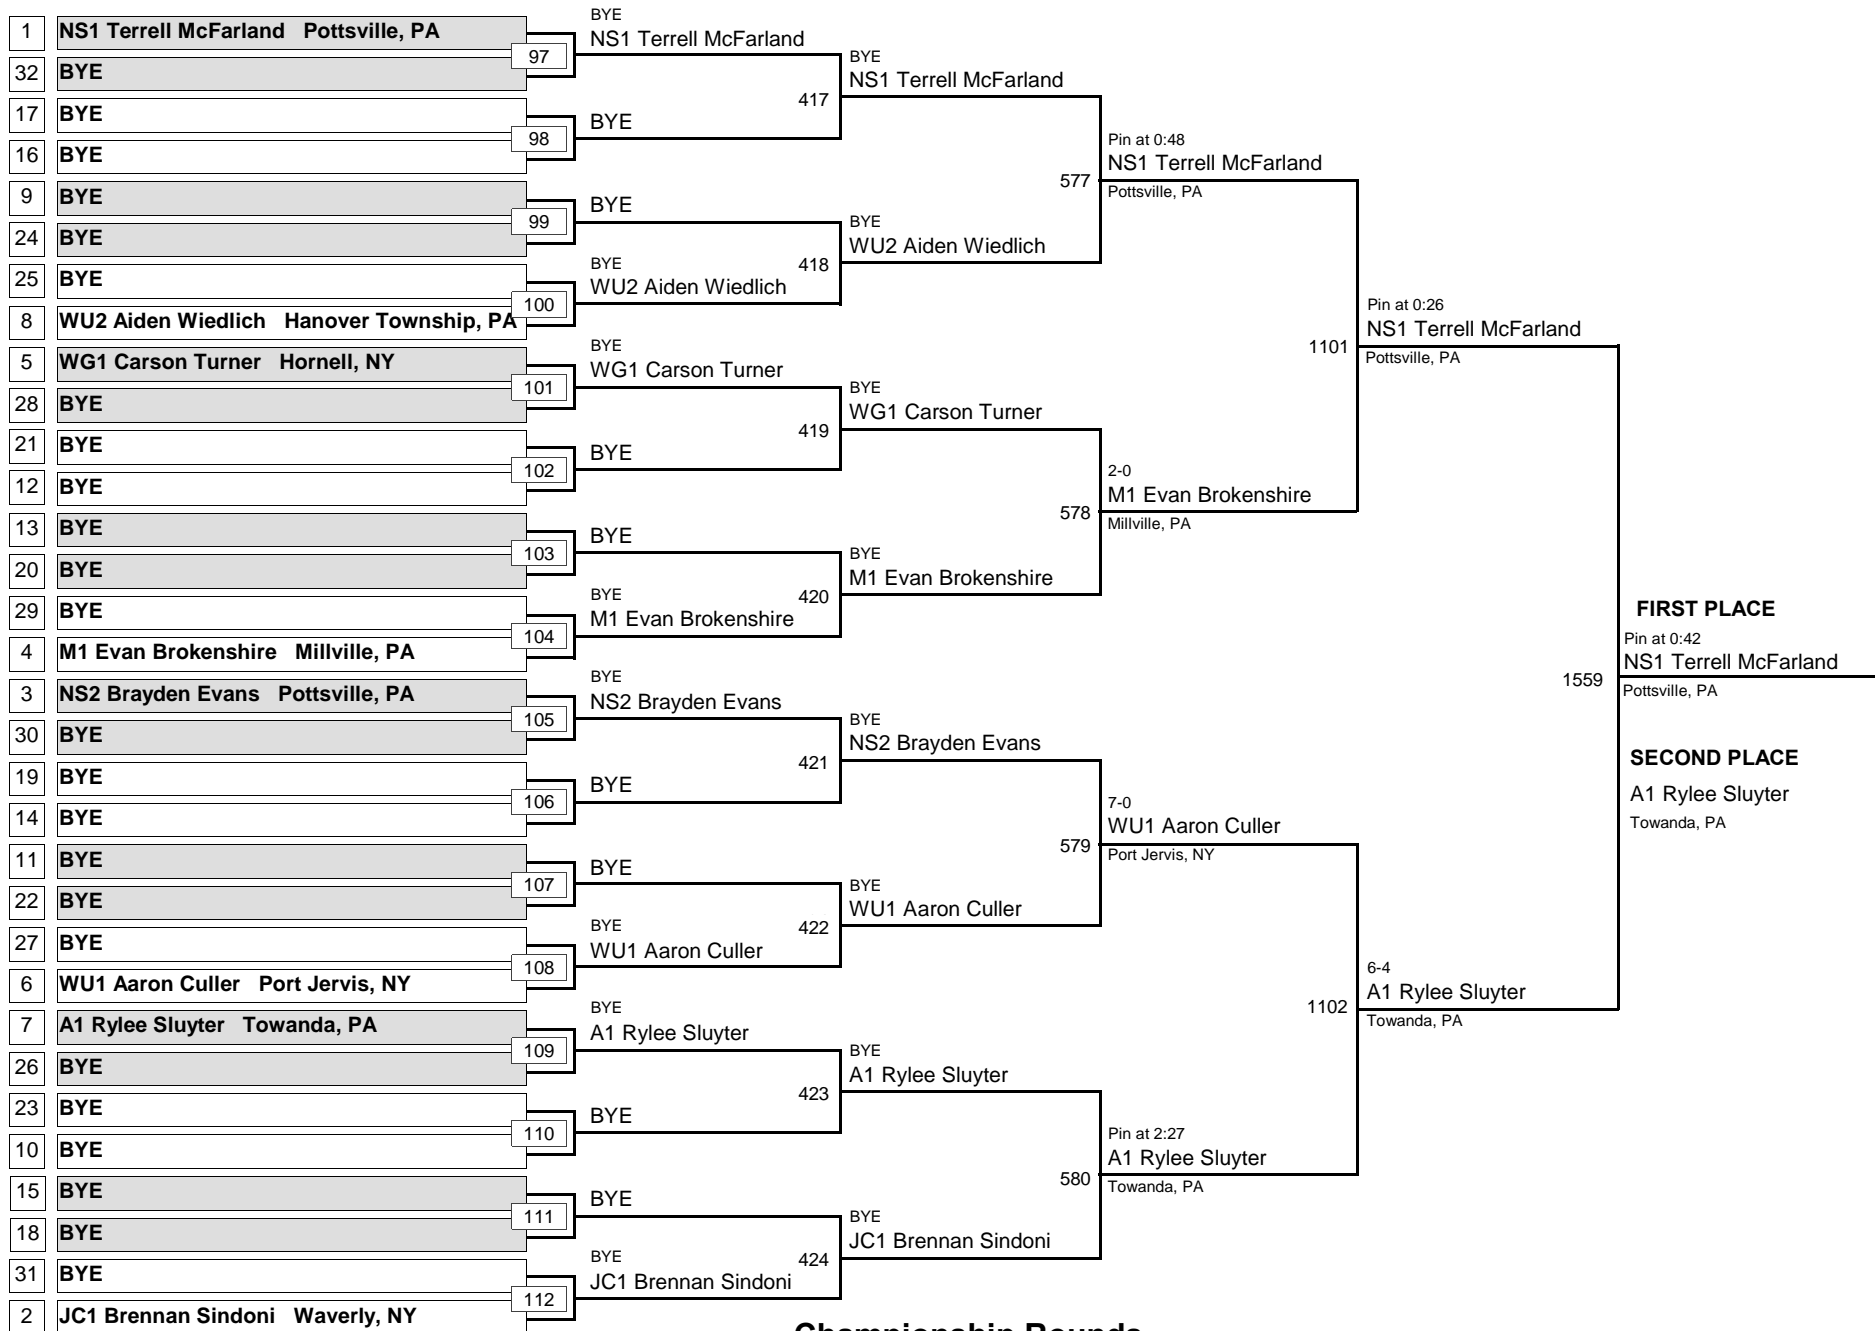 1 NS1 Terrell McFarland Pottsville, PA
32 BYE
17 BYE
16 BYE
9 BYE
24 BYE
25 BYE
8 WU2 Aiden Wiedlich Hanover Township, PA
5 WG1 Carson Turner Hornell, NY
28 BYE
21 BYE
12 BYE
13 BYE
20 BYE
29 BYE
4 M1 Evan Brokenshire Millville, PA
3 NS2 Brayden Evans Pottsville, PA
30 BYE
19 BYE
14 BYE
11 BYE
22 BYE
27 BYE
6 WU1 Aaron Culler Port Jervis, NY
7 A1 Rylee Sluyter Towanda, PA
26 BYE
23 BYE
10 BYE
15 BYE
18 BYE
31 BYE
2 JC1 Brennan Sindoni Waverly, NY
97
98
99
100
101
102
103
104
105
106
107
108
109
110
111
112
BYE
NS1 Terrell McFarland
BYE
BYE
BYE
WU2 Aiden Wiedlich
BYE
WG1 Carson Turner
BYE
BYE
BYE
M1 Evan Brokenshire
BYE
NS2 Brayden Evans
BYE
BYE
BYE
WU1 Aaron Culler
BYE
A1 Rylee Sluyter
BYE
BYE
BYE
JC1 Brennan Sindoni
417
418
419
420
421
422
423
424
BYE
NS1 Terrell McFarland
BYE
WU2 Aiden Wiedlich
BYE
WG1 Carson Turner
BYE
M1 Evan Brokenshire
BYE
NS2 Brayden Evans
BYE
WU1 Aaron Culler
BYE
A1 Rylee Sluyter
BYE
JC1 Brennan Sindoni
577
578
579
580
Pin at 0:48
NS1 Terrell McFarland
Pottsville, PA
2-0
M1 Evan Brokenshire
Millville, PA
7-0
WU1 Aaron Culler
Port Jervis, NY
Pin at 2:27
A1 Rylee Sluyter
Towanda, PA
1101
1102
Pin at 0:26
NS1 Terrell McFarland
Pottsville, PA
6-4
A1 Rylee Sluyter
Towanda, PA
1559
FIRST PLACE
Pin at 0:42
NS1 Terrell McFarland
Pottsville, PA
SECOND PLACE
A1 Rylee Sluyter
Towanda, PA
Championship Rounds